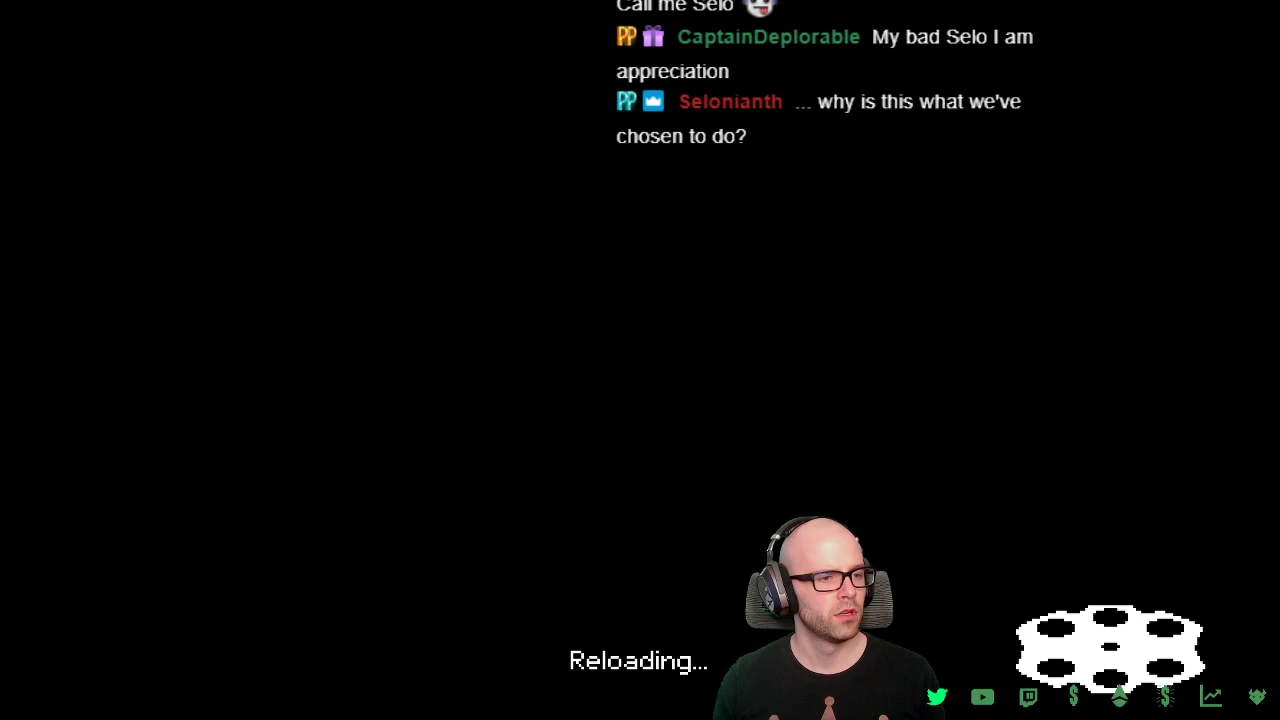 Call me Selo
CaptainDeplorable My bad Selo I am
appreciation
Selonianth ... why is this what we've
chosen to do?
Reloading...